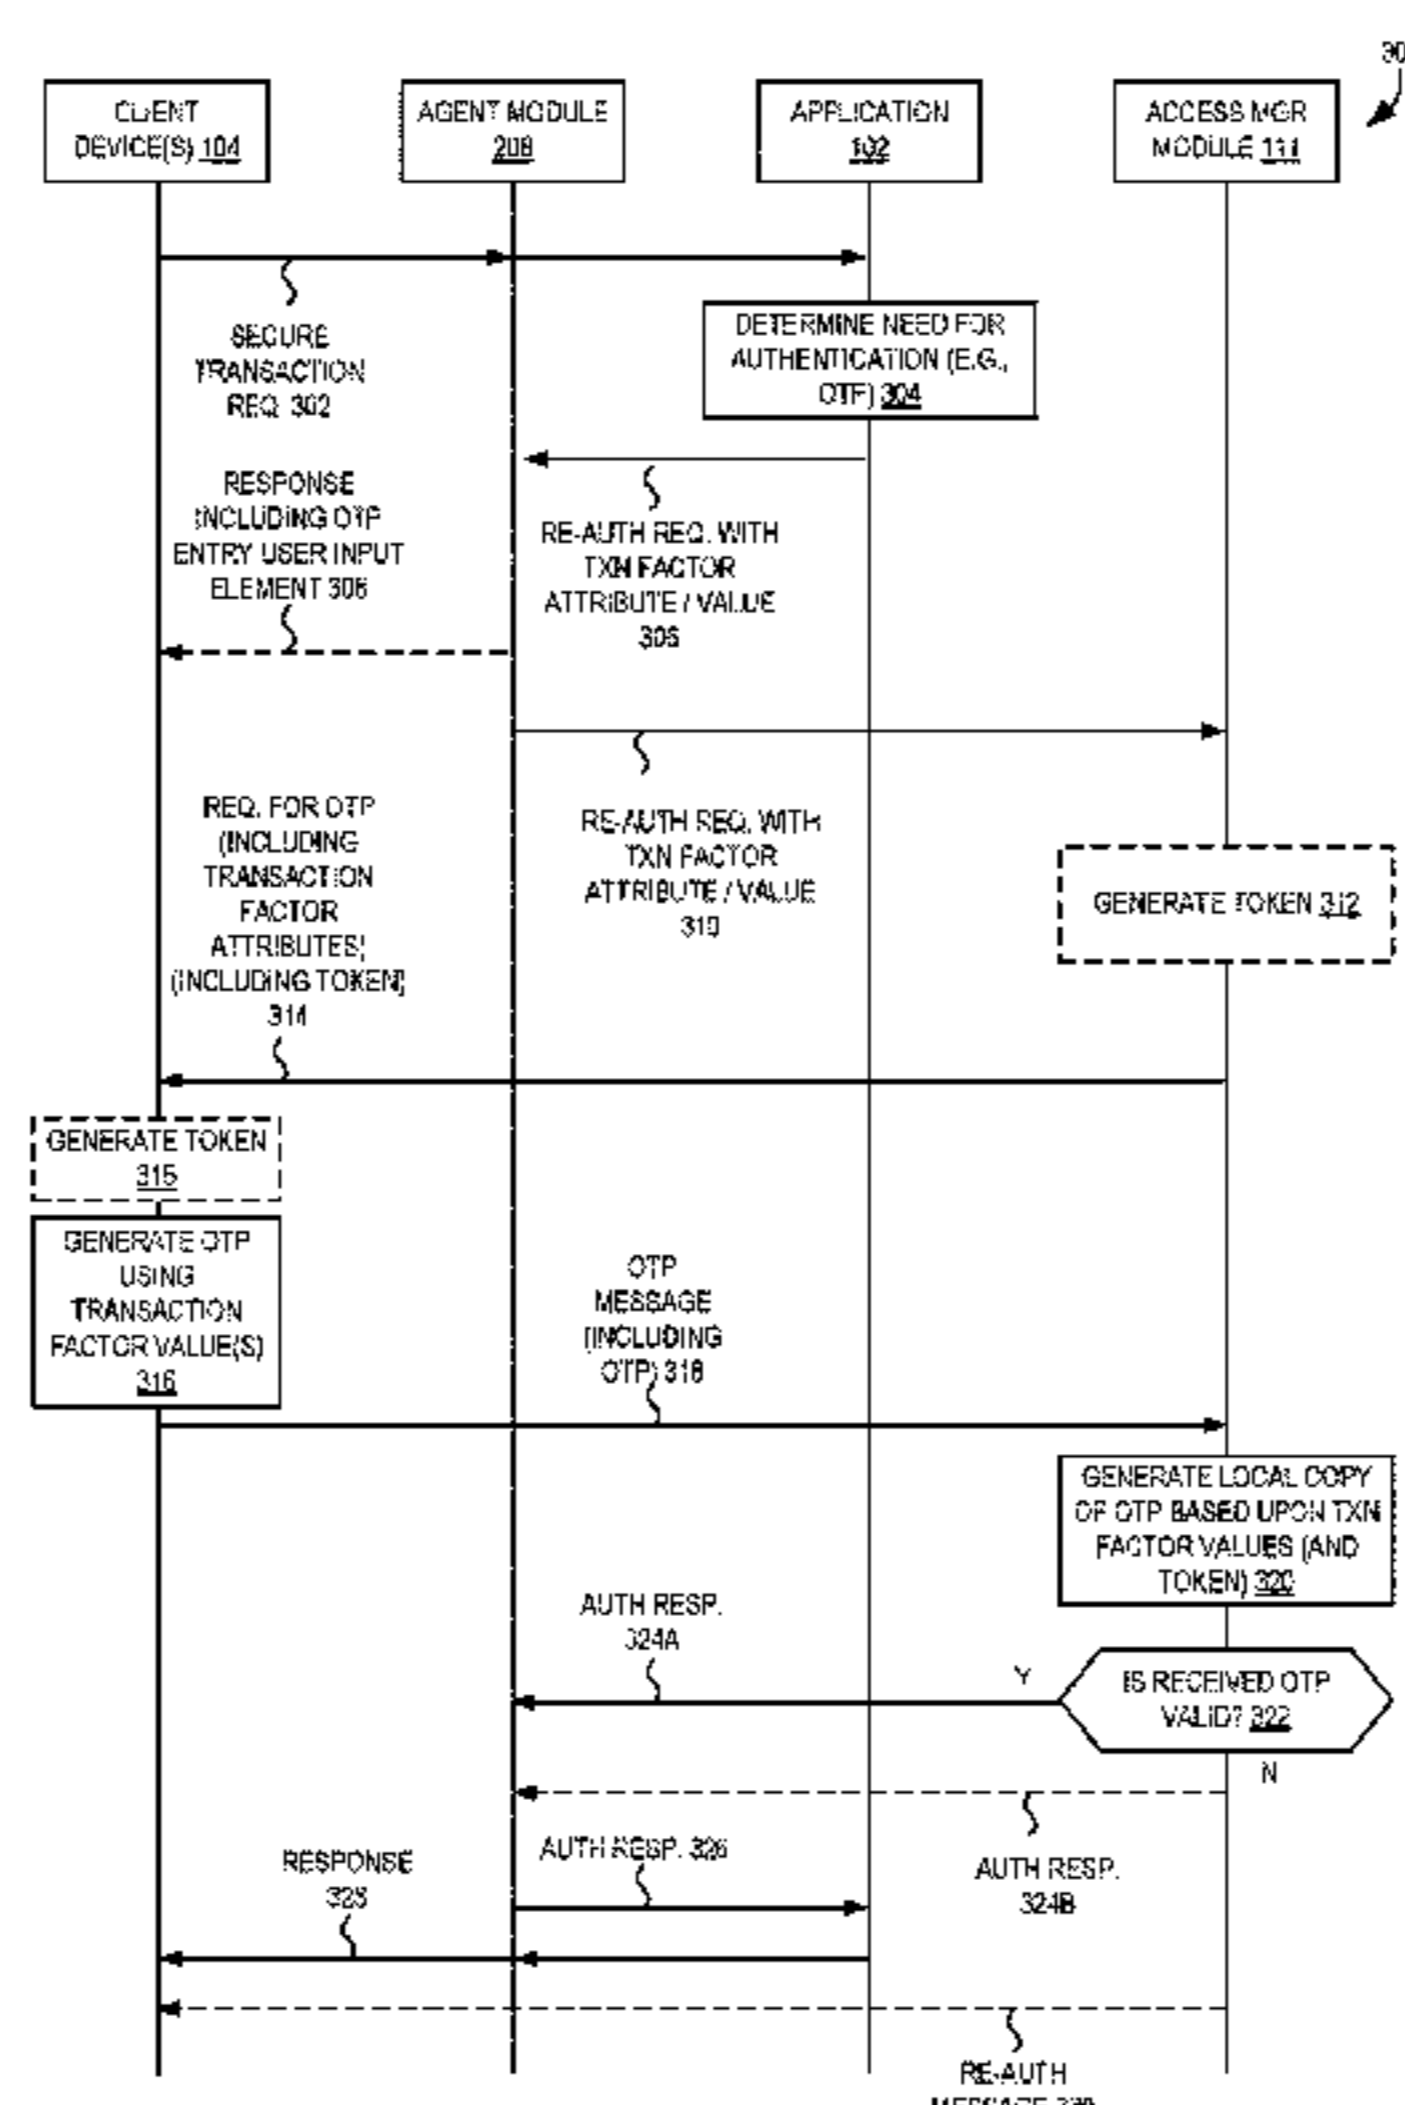 30
CLIENT
DEVICE(S) 104
AGENT MODULE
208
APPLICATION
102
ACCESS MGR
MODULE 111
SECURE
TRANSACTION
REQ. 302
DETERMINE NEED FOR
AUTHENTICATION (E.G.,
OTP) 304
RESPONSE
INCLUDING OTP
ENTRY USER INPUT
ELEMENT 308
RE-AUTH REQ. WITH
TXN FACTOR
ATTRIBUTE / VALUE
306
REQ. FOR OTP
(INCLUDING
TRANSACTION
FACTOR
ATTRIBUTES)
(INCLUDING TOKEN)
314
RE-AUTH REQ. WITH
TXN FACTOR
ATTRIBUTE / VALUE
310
GENERATE TOKEN 312
GENERATE TOKEN
315
GENERATE OTP
USING
TRANSACTION
FACTOR VALUE(S)
316
OTP
MESSAGE
(INCLUDING
OTP) 318
GENERATE LOCAL COPY
OF OTP BASED UPON TXN
FACTOR VALUES (AND
TOKEN) 320
AUTH RESP.
324A
Y
IS RECEIVED OTP
VALID? 322
N
AUTH RESP.
324B
AUTH RESP. 326
RESPONSE
328
RE-AUTH
MESSAGE